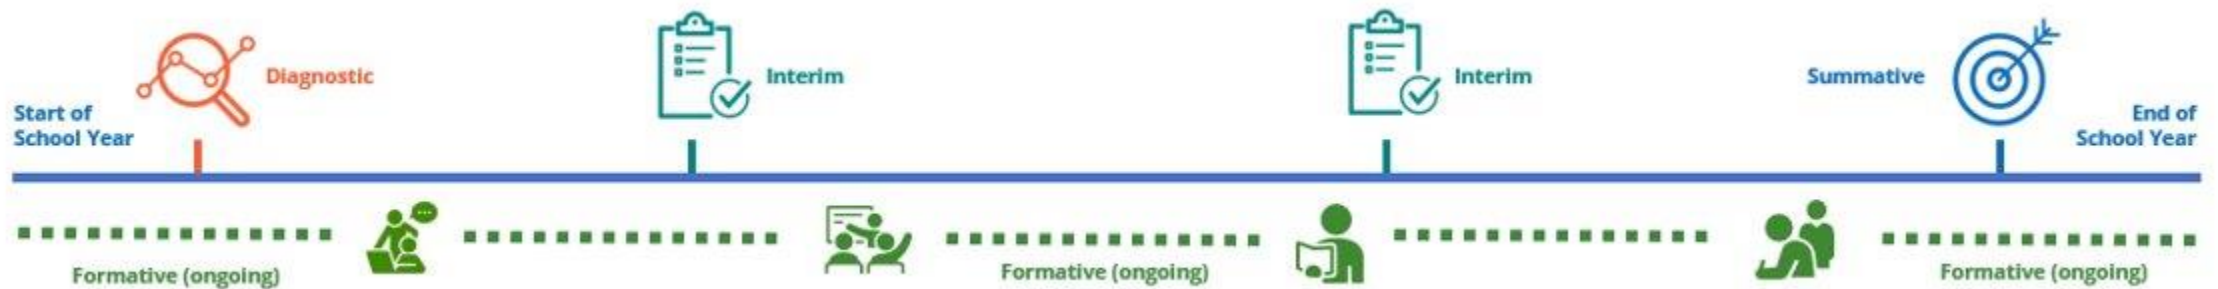 Diagnostic
Interim
Interim
Summative
Start of
School Year
End of
School Year
Formative (ongoing)
Formative (ongoing)
Formative (ongoing)